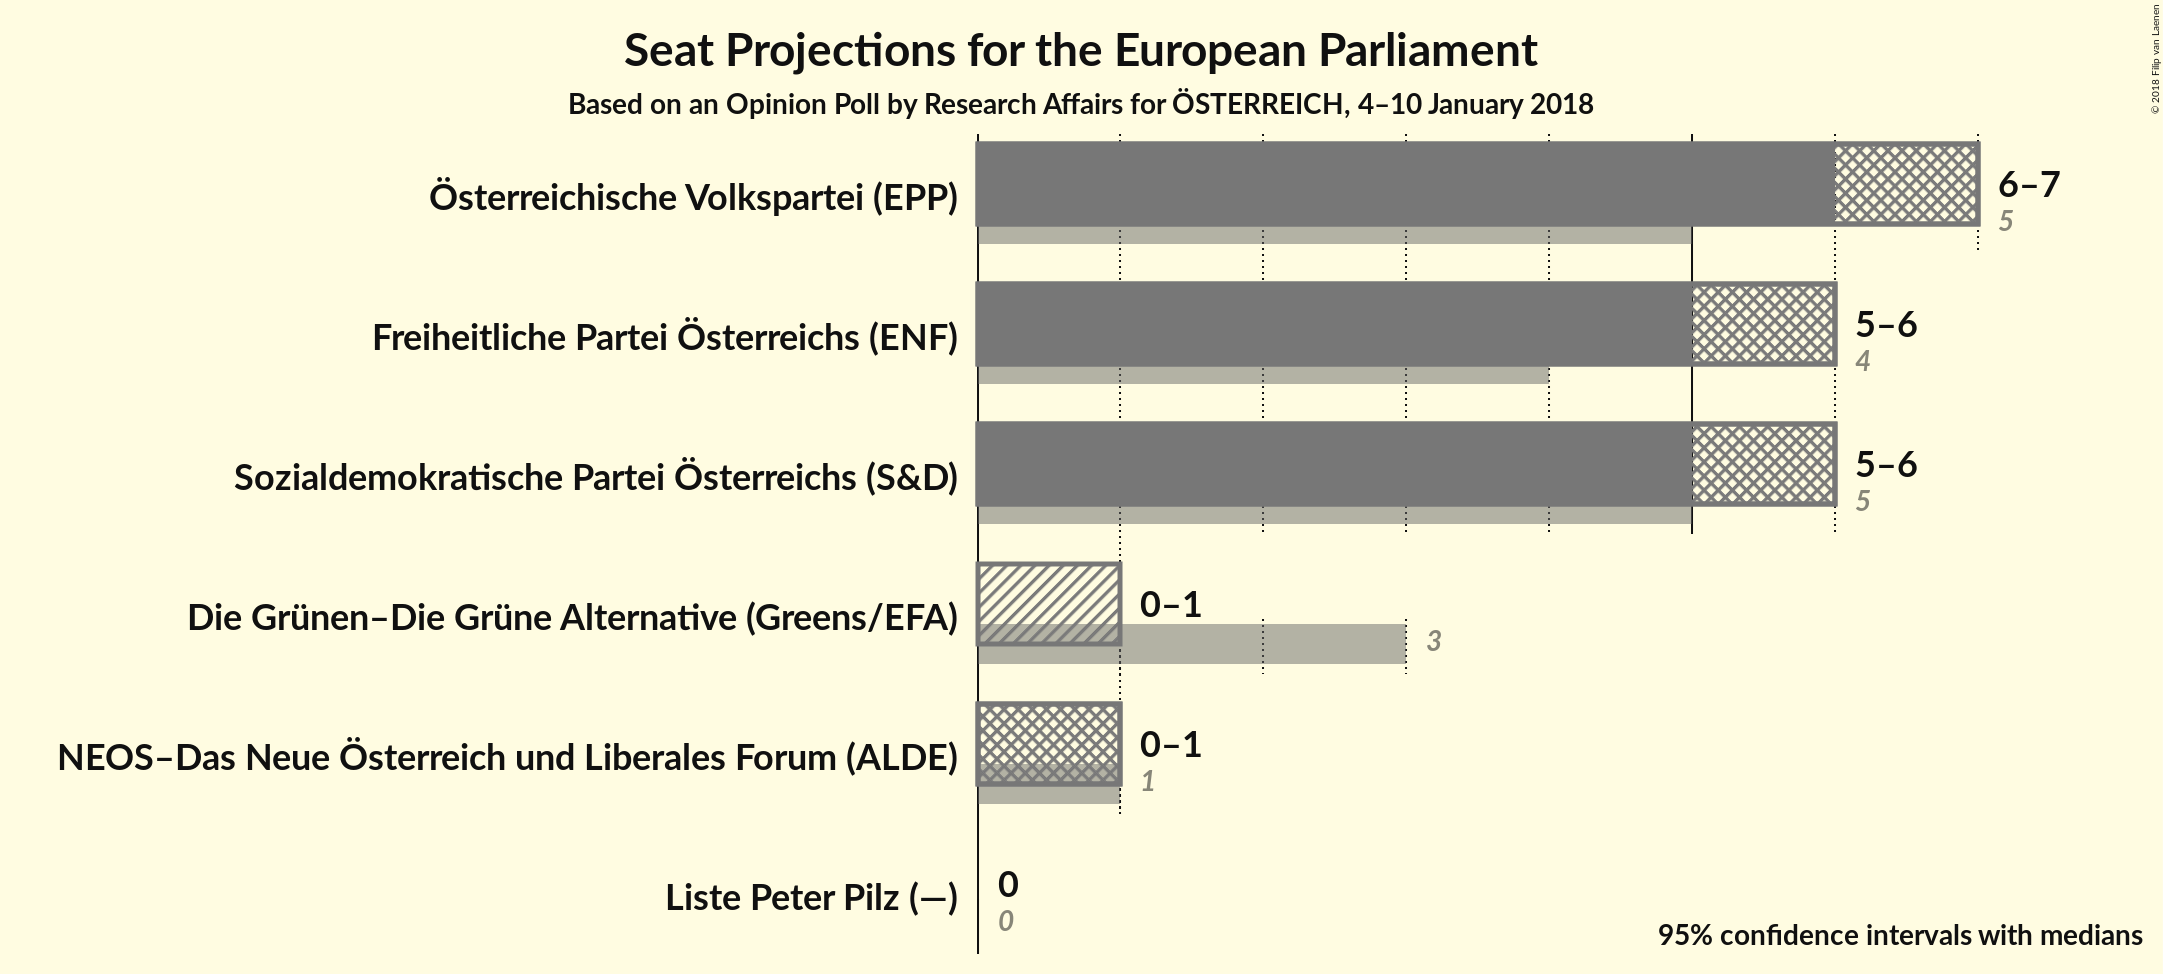 Seat Projections for the European Parliament
Based on an Opinion Poll by Research Affairs for ÖSTERREICH, 4–10 January 2018
© 2018 Filip van Laenen
Österreichische Volkspartei (EPP)
6–7
5
Freiheitliche Partei Österreichs (ENF)
5–6
4
Sozialdemokratische Partei Österreichs (S&D)
5–6
5
Die Grünen–Die Grüne Alternative (Greens/EFA)
0–1
3
NEOS–Das Neue Österreich und Liberales Forum (ALDE)
0–1
1
Liste Peter Pilz (—)
0
0
95% confidence intervals with medians